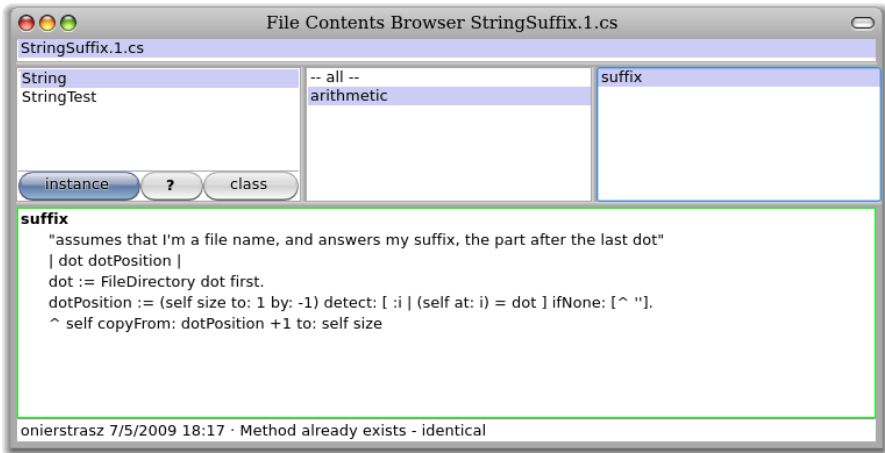 File Contents Browser StringSuffix.1.cs
StringSuffix.1.cs
String
StringTest
-- all --
arithmetic
suffix
instance
?
class
suffix
"assumes that I'm a file name, and answers my suffix, the part after the last dot"
| dot dotPosition |
dot := FileDirectory dot first.
dotPosition := (self size to: 1 by: -1) detect: [ :i | (self at: i) = dot ] ifNone: [^ ''].
^ self copyFrom: dotPosition +1 to: self size
onierstrasz 7/5/2009 18:17 · Method already exists - identical